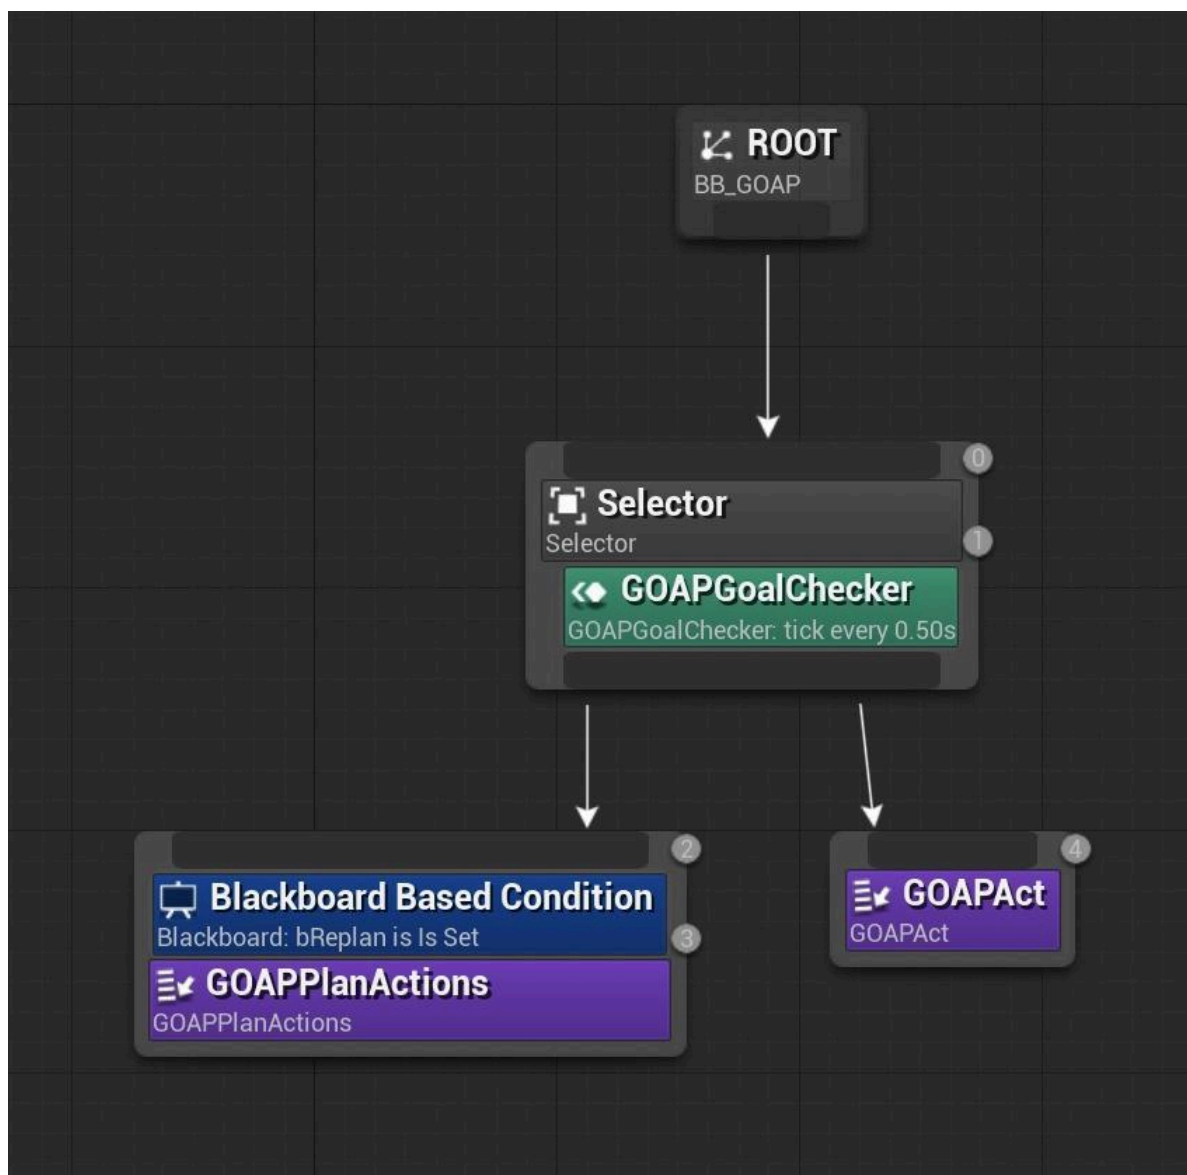 ROOT
BB_GOAP
0
Selector
Selector
1
GOAPGoalChecker
GOAPGoalChecker: tick every 0.50s
2
Blackboard Based Condition
Blackboard: bReplan is Is Set
3
GOAPPlanActions
GOAPPlanActions
4
GOAPAct
GOAPAct